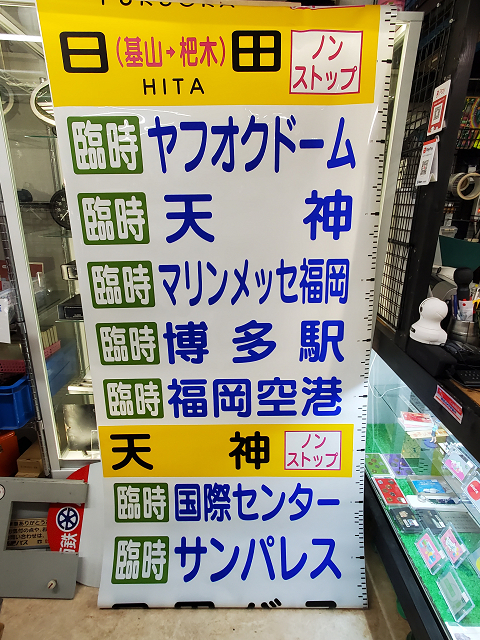 FUKUOKA
日(基山→杷木)田 ノンストップ
HITA
臨時 ヤフオクドーム
臨時 天神
臨時 マリンメッセ福岡
臨時 博多駅
臨時 福岡空港
天神 ノンストップ
臨時 国際センター
臨時 サンパレス